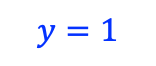 y = 1